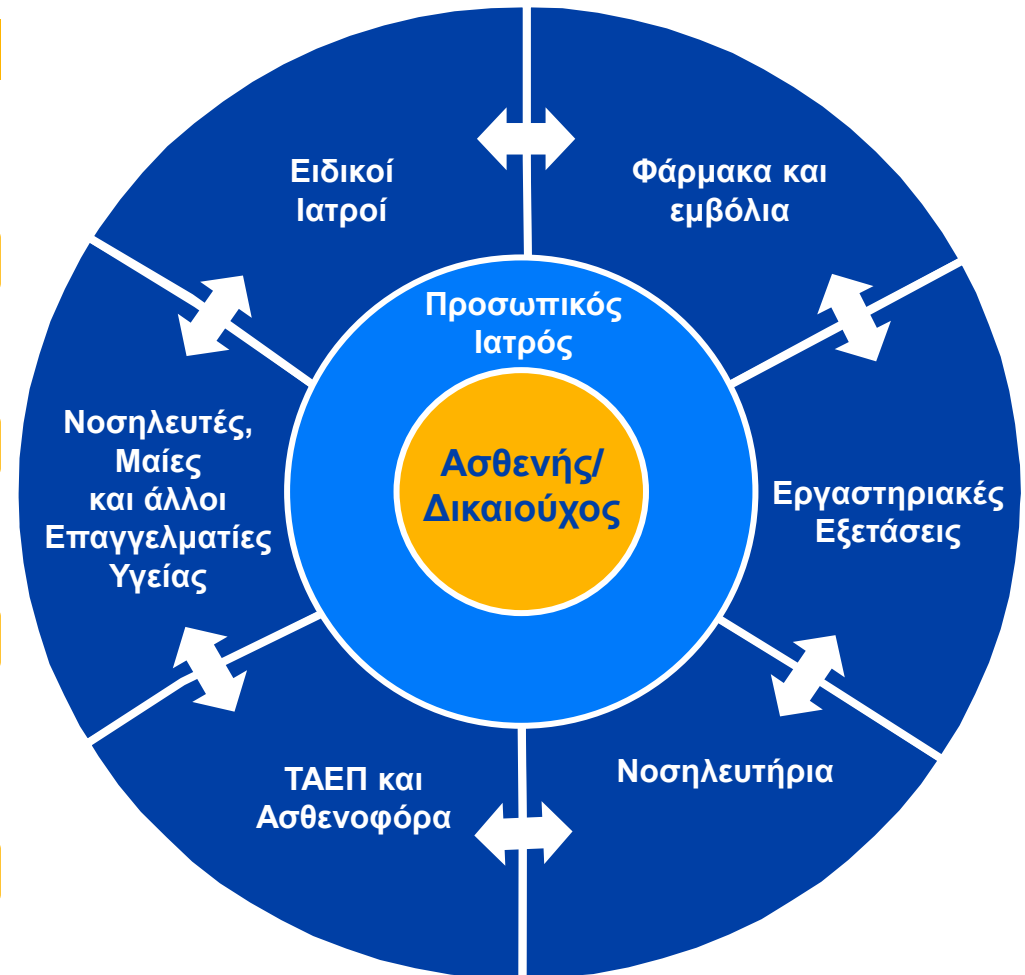 Ειδικοί
Ιατροί
Φάρμακα και
εμβόλια
Προσωπικός
Ιατρός
Ασθενής/
Δικαιούχος
Νοσηλευτές,
Μαίες
και άλλοι
Επαγγελματίες
Υγείας
Εργαστηριακές
Εξετάσεις
ΤΑΕΠ και
Ασθενοφόρα
Νοσηλευτήρια